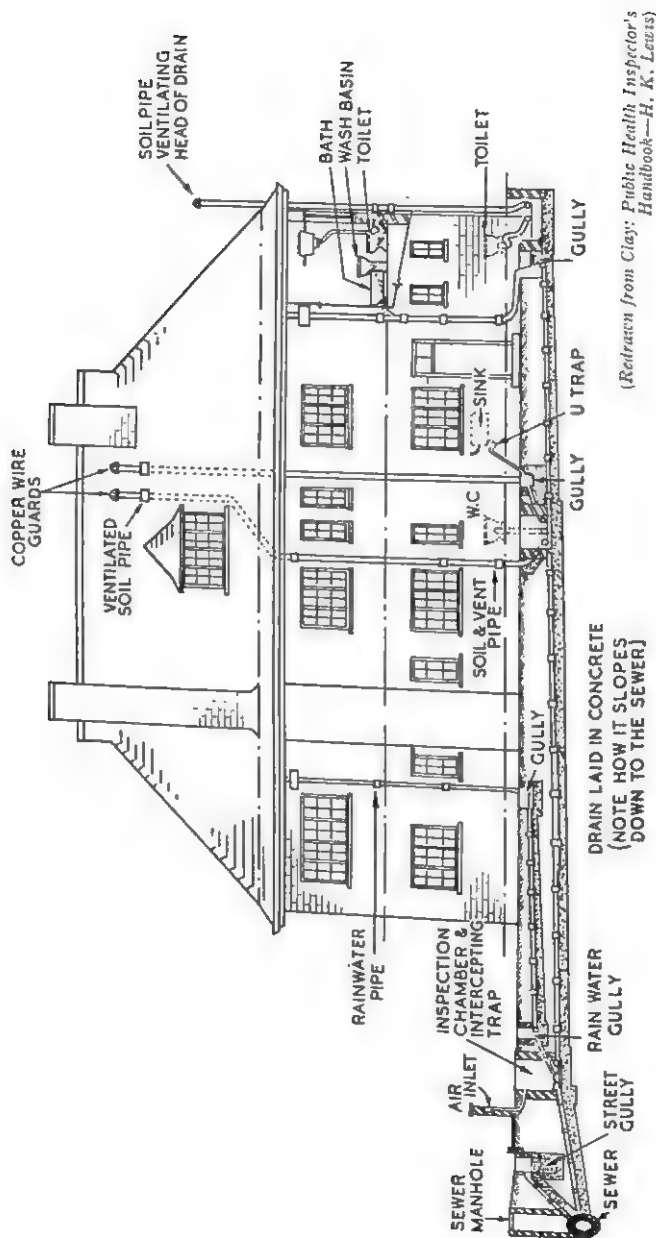 SOIL PIPE
VENTILATING
HEAD OF DRAIN
COPPER WIRE
GUARDS
VENTILATED
SOIL PIPE
BATH
WASH BASIN
TOILET
TOILET
GULLY
SINK
U TRAP
GULLY
W.C
SOIL & VENT
PIPE
GULLY
RAINWATER
PIPE
DRAIN LAID IN CONCRETE
(NOTE HOW IT SLOPES
DOWN TO THE SEWER)
INSPECTION
CHAMBER &
INTERCEPTING
TRAP
RAIN WATER
GULLY
AIR
INLET
STREET
GULLY
SEWER
MANHOLE
SEWER
(Redrawn from Clay: Public Health Inspector's
Handbook—H. K. Lewis)